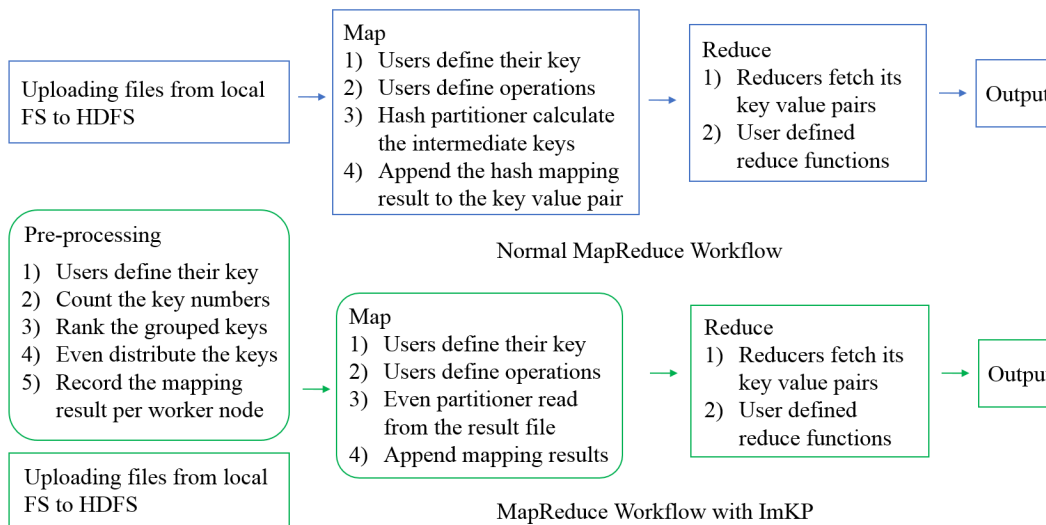 Uploading files from local
FS to HDFS
Map
1) Users define their key
2) Users define operations
3) Hash partitioner calculate
the intermediate keys
4) Append the hash mapping
result to the key value pair
Reduce
1) Reducers fetch its
key value pairs
2) User defined
reduce functions
Output
Normal MapReduce Workflow
Pre-processing
1) Users define their key
2) Count the key numbers
3) Rank the grouped keys
4) Even distribute the keys
5) Record the mapping
result per worker node
Uploading files from local
FS to HDFS
Map
1) Users define their key
2) Users define operations
3) Even partitioner read
from the result file
4) Append mapping results
Reduce
1) Reducers fetch its
key value pairs
2) User defined
reduce functions
Output
MapReduce Workflow with ImKP